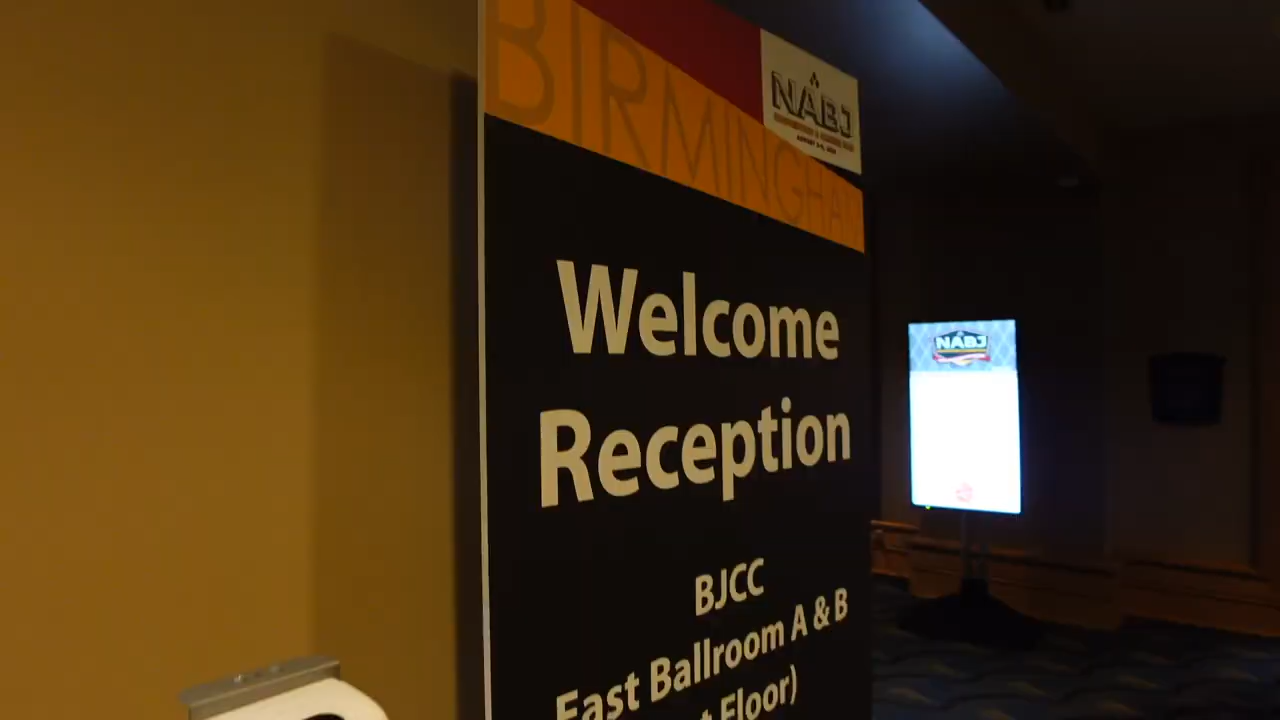 BIRMINGHAM
NABJ
Welcome
Reception
BJCC
East Ballroom A & B
Floor)
NABJ